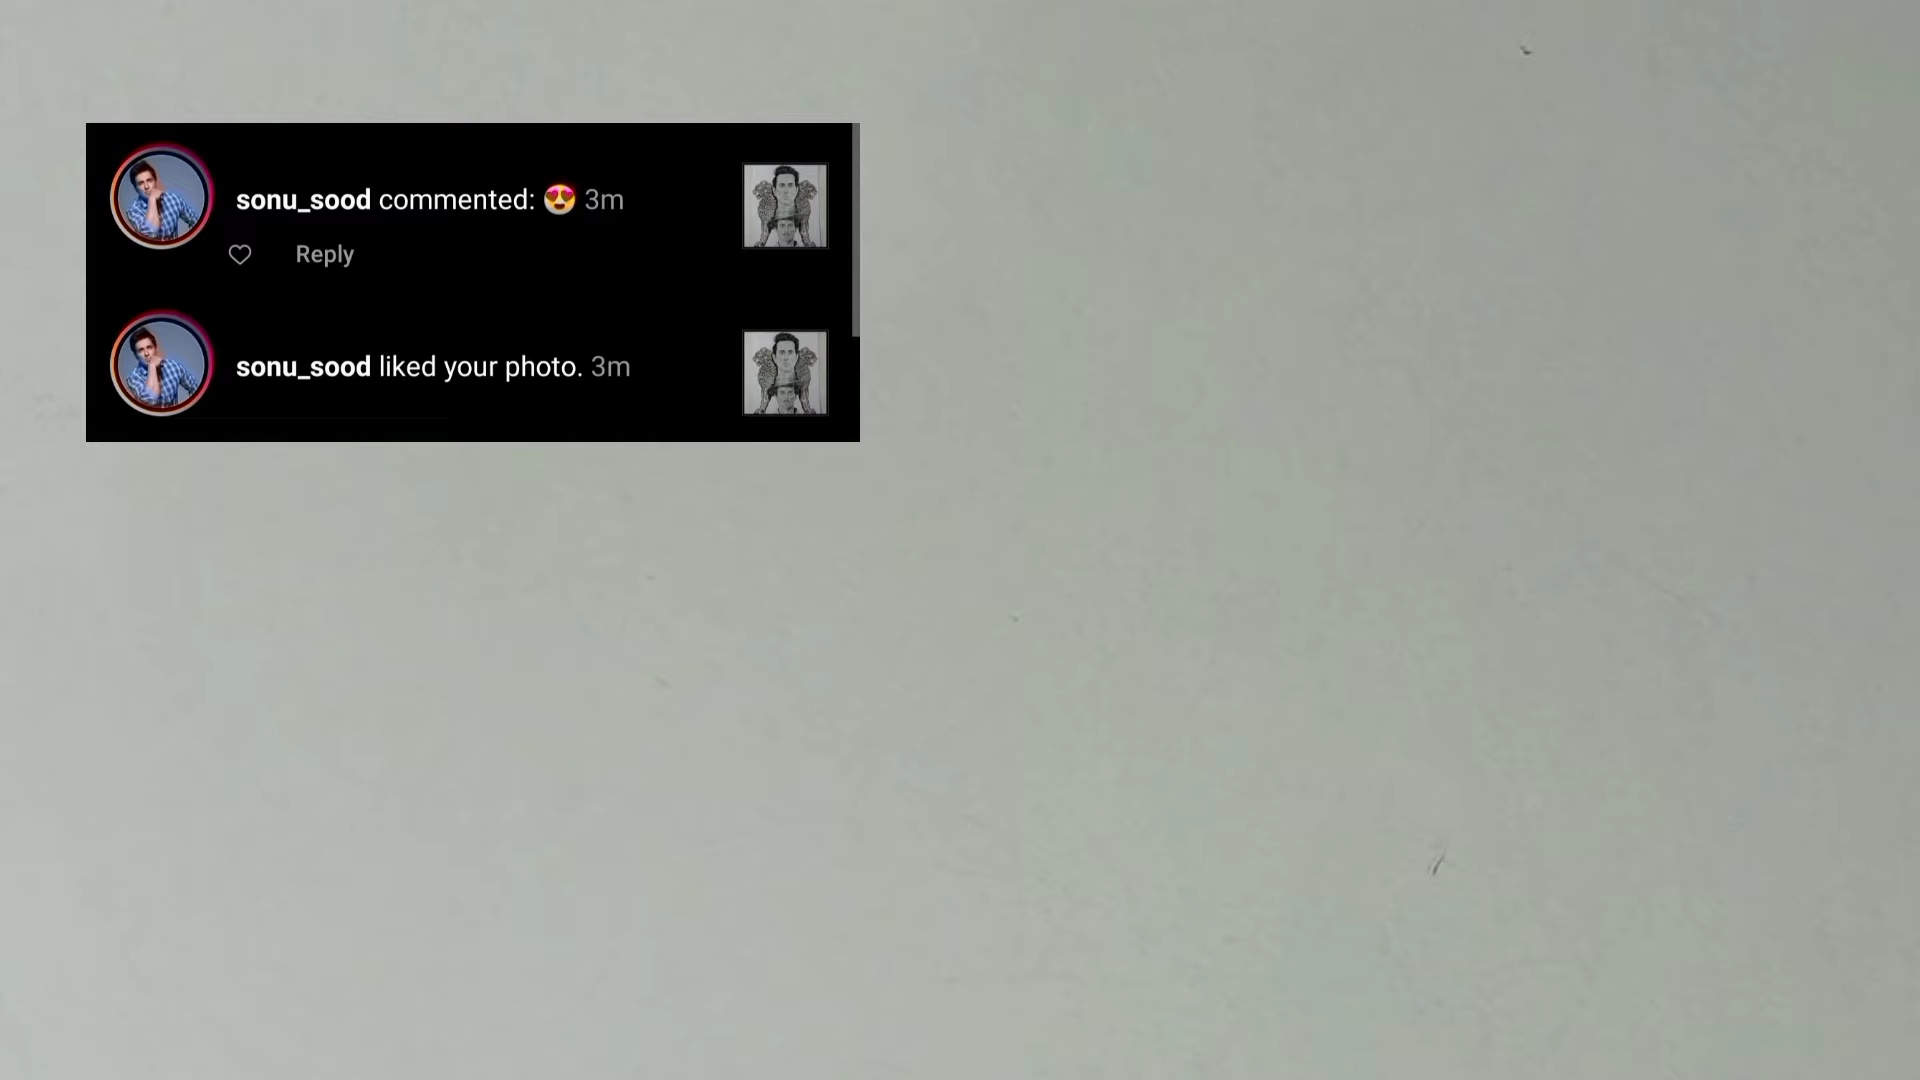 sonu_sood commented: 😍 3m
Reply
sonu_sood liked your photo. 3m